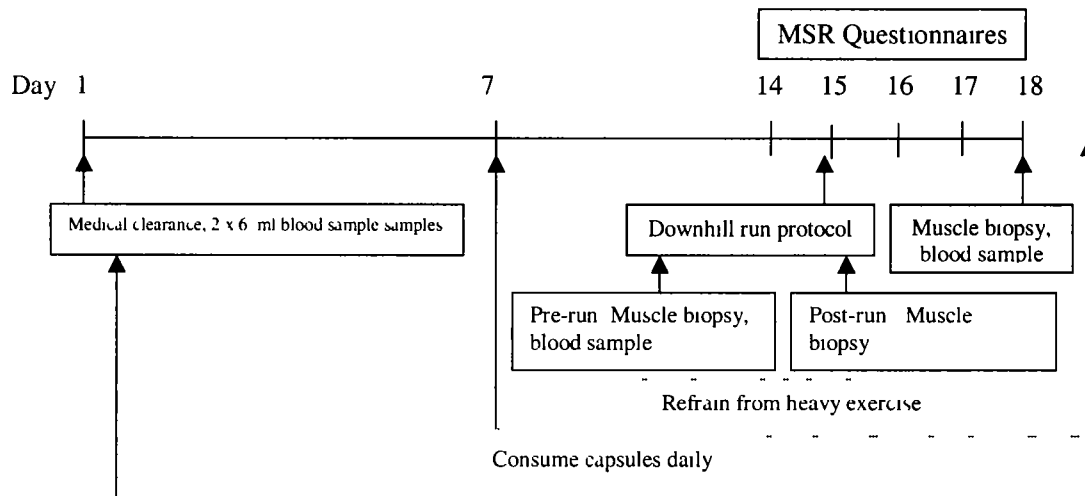 MSR Questionnaires
Day 1 7 14 15 16 17 18
Medical clearance, 2 x 6 ml blood sample samples
Downhill run protocol
Muscle biopsy,
blood sample
Pre-run Muscle biopsy,
blood sample
Post-run Muscle
biopsy
Refrain from heavy exercise
Consume capsules daily